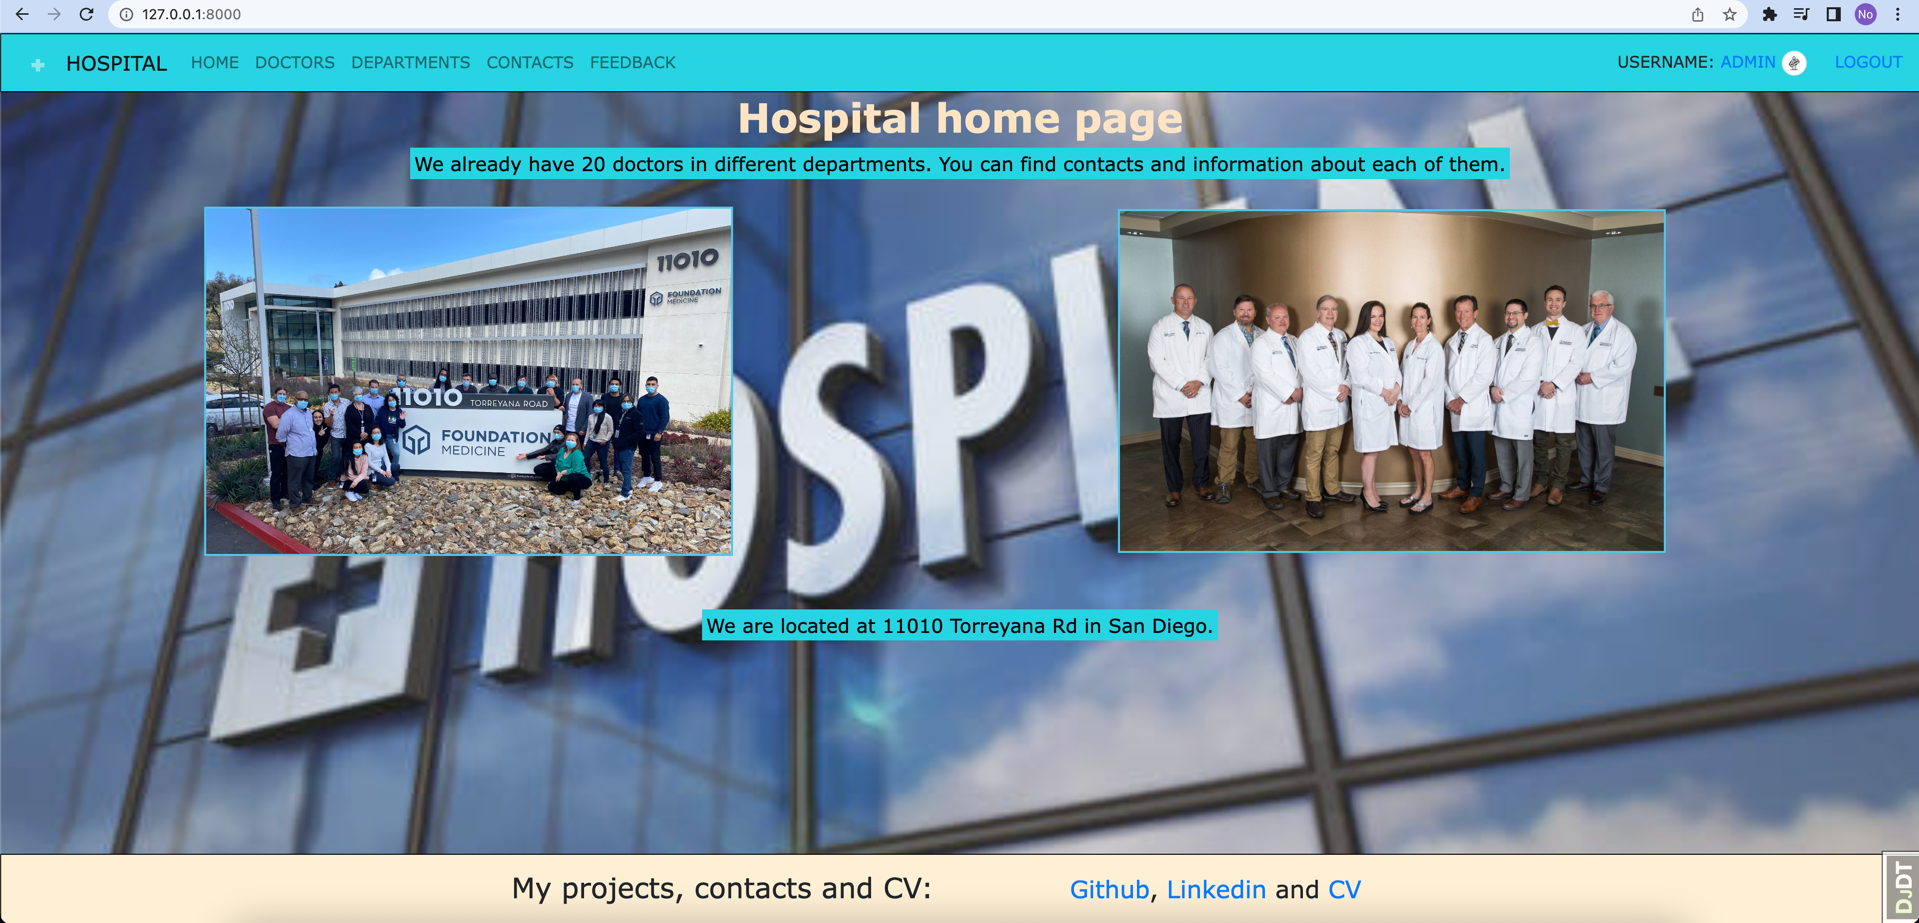 127.0.0.1:8000
No
HOSPITAL HOME DOCTORS DEPARTMENTS CONTACTS FEEDBACK USERNAME: ADMIN LOGOUT
Hospital home page
We already have 20 doctors in different departments. You can find contacts and information about each of them.
11010
FOUNDATION
MEDICINE
11010 TORREYANA ROAD
FOUNDATION
MEDICINE
HOSPI
We are located at 11010 Torreyana Rd in San Diego.
My projects, contacts and CV: Github, Linkedin and CV
DjDT